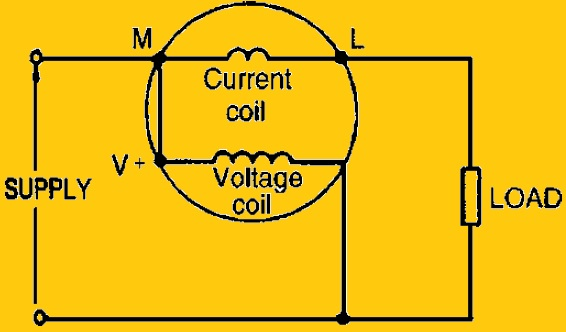 M
L
Current
coil
V +
Voltage
coil
SUPPLY
LOAD